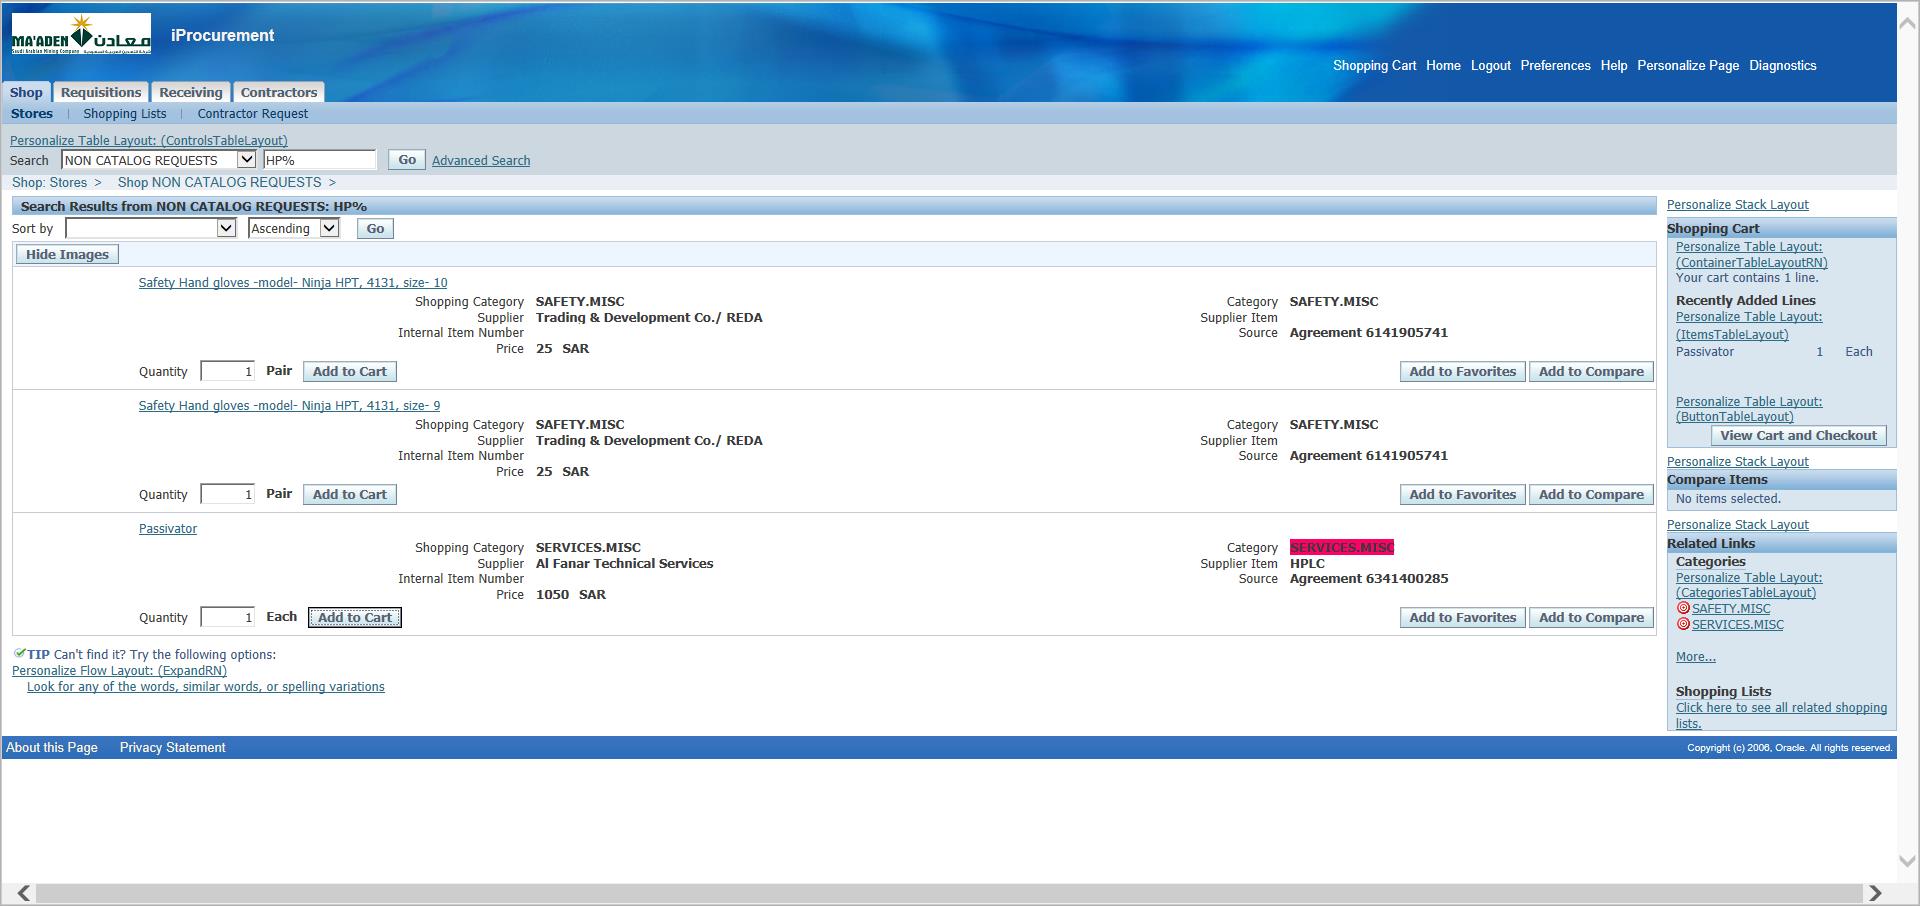 MA'ADEN معادن
Saudi Arabian Mining Company
iProcurement
Shopping Cart Home Logout Preferences Help Personalize Page Diagnostics
Shop Requisitions Receiving Contractors
Stores | Shopping Lists | Contractor Request
Personalize Table Layout: (ControlsTableLayout)
Search NON CATALOG REQUESTS HP% Go Advanced Search
Shop: Stores > Shop NON CATALOG REQUESTS >
Search Results from NON CATALOG REQUESTS: HP%
Sort by Ascending Go
Hide Images
Safety Hand gloves -model- Ninja HPT, 4131, size- 10
Shopping Category SAFETY.MISC Category SAFETY.MISC
Supplier Trading & Development Co./ REDA Supplier Item
Internal Item Number Source Agreement 6141905741
Price 25 SAR
Quantity 1 Pair Add to Cart Add to Favorites Add to Compare
Safety Hand gloves -model- Ninja HPT, 4131, size- 9
Shopping Category SAFETY.MISC Category SAFETY.MISC
Supplier Trading & Development Co./ REDA Supplier Item
Internal Item Number Source Agreement 6141905741
Price 25 SAR
Quantity 1 Pair Add to Cart Add to Favorites Add to Compare
Passivator
Shopping Category SERVICES.MISC Category SERVICES.MISC
Supplier Al Fanar Technical Services Supplier Item HPLC
Internal Item Number Source Agreement 6341400285
Price 1050 SAR
Quantity 1 Each Add to Cart Add to Favorites Add to Compare
TIP Can't find it? Try the following options:
Personalize Flow Layout: (ExpandRN)
Look for any of the words, similar words, or spelling variations
Personalize Stack Layout
Shopping Cart
Personalize Table Layout:
(ContainerTableLayoutRN)
Your cart contains 1 line.
Recently Added Lines
Personalize Table Layout:
(ItemsTableLayout)
Passivator 1 Each
Personalize Table Layout:
(ButtonTableLayout)
View Cart and Checkout
Personalize Stack Layout
Compare Items
No items selected.
Personalize Stack Layout
Related Links
Categories
Personalize Table Layout:
(CategoriesTableLayout)
SAFETY.MISC
SERVICES.MISC
More...
Shopping Lists
Click here to see all related shopping
lists.
About this Page Privacy Statement
Copyright (c) 2006, Oracle. All rights reserved.